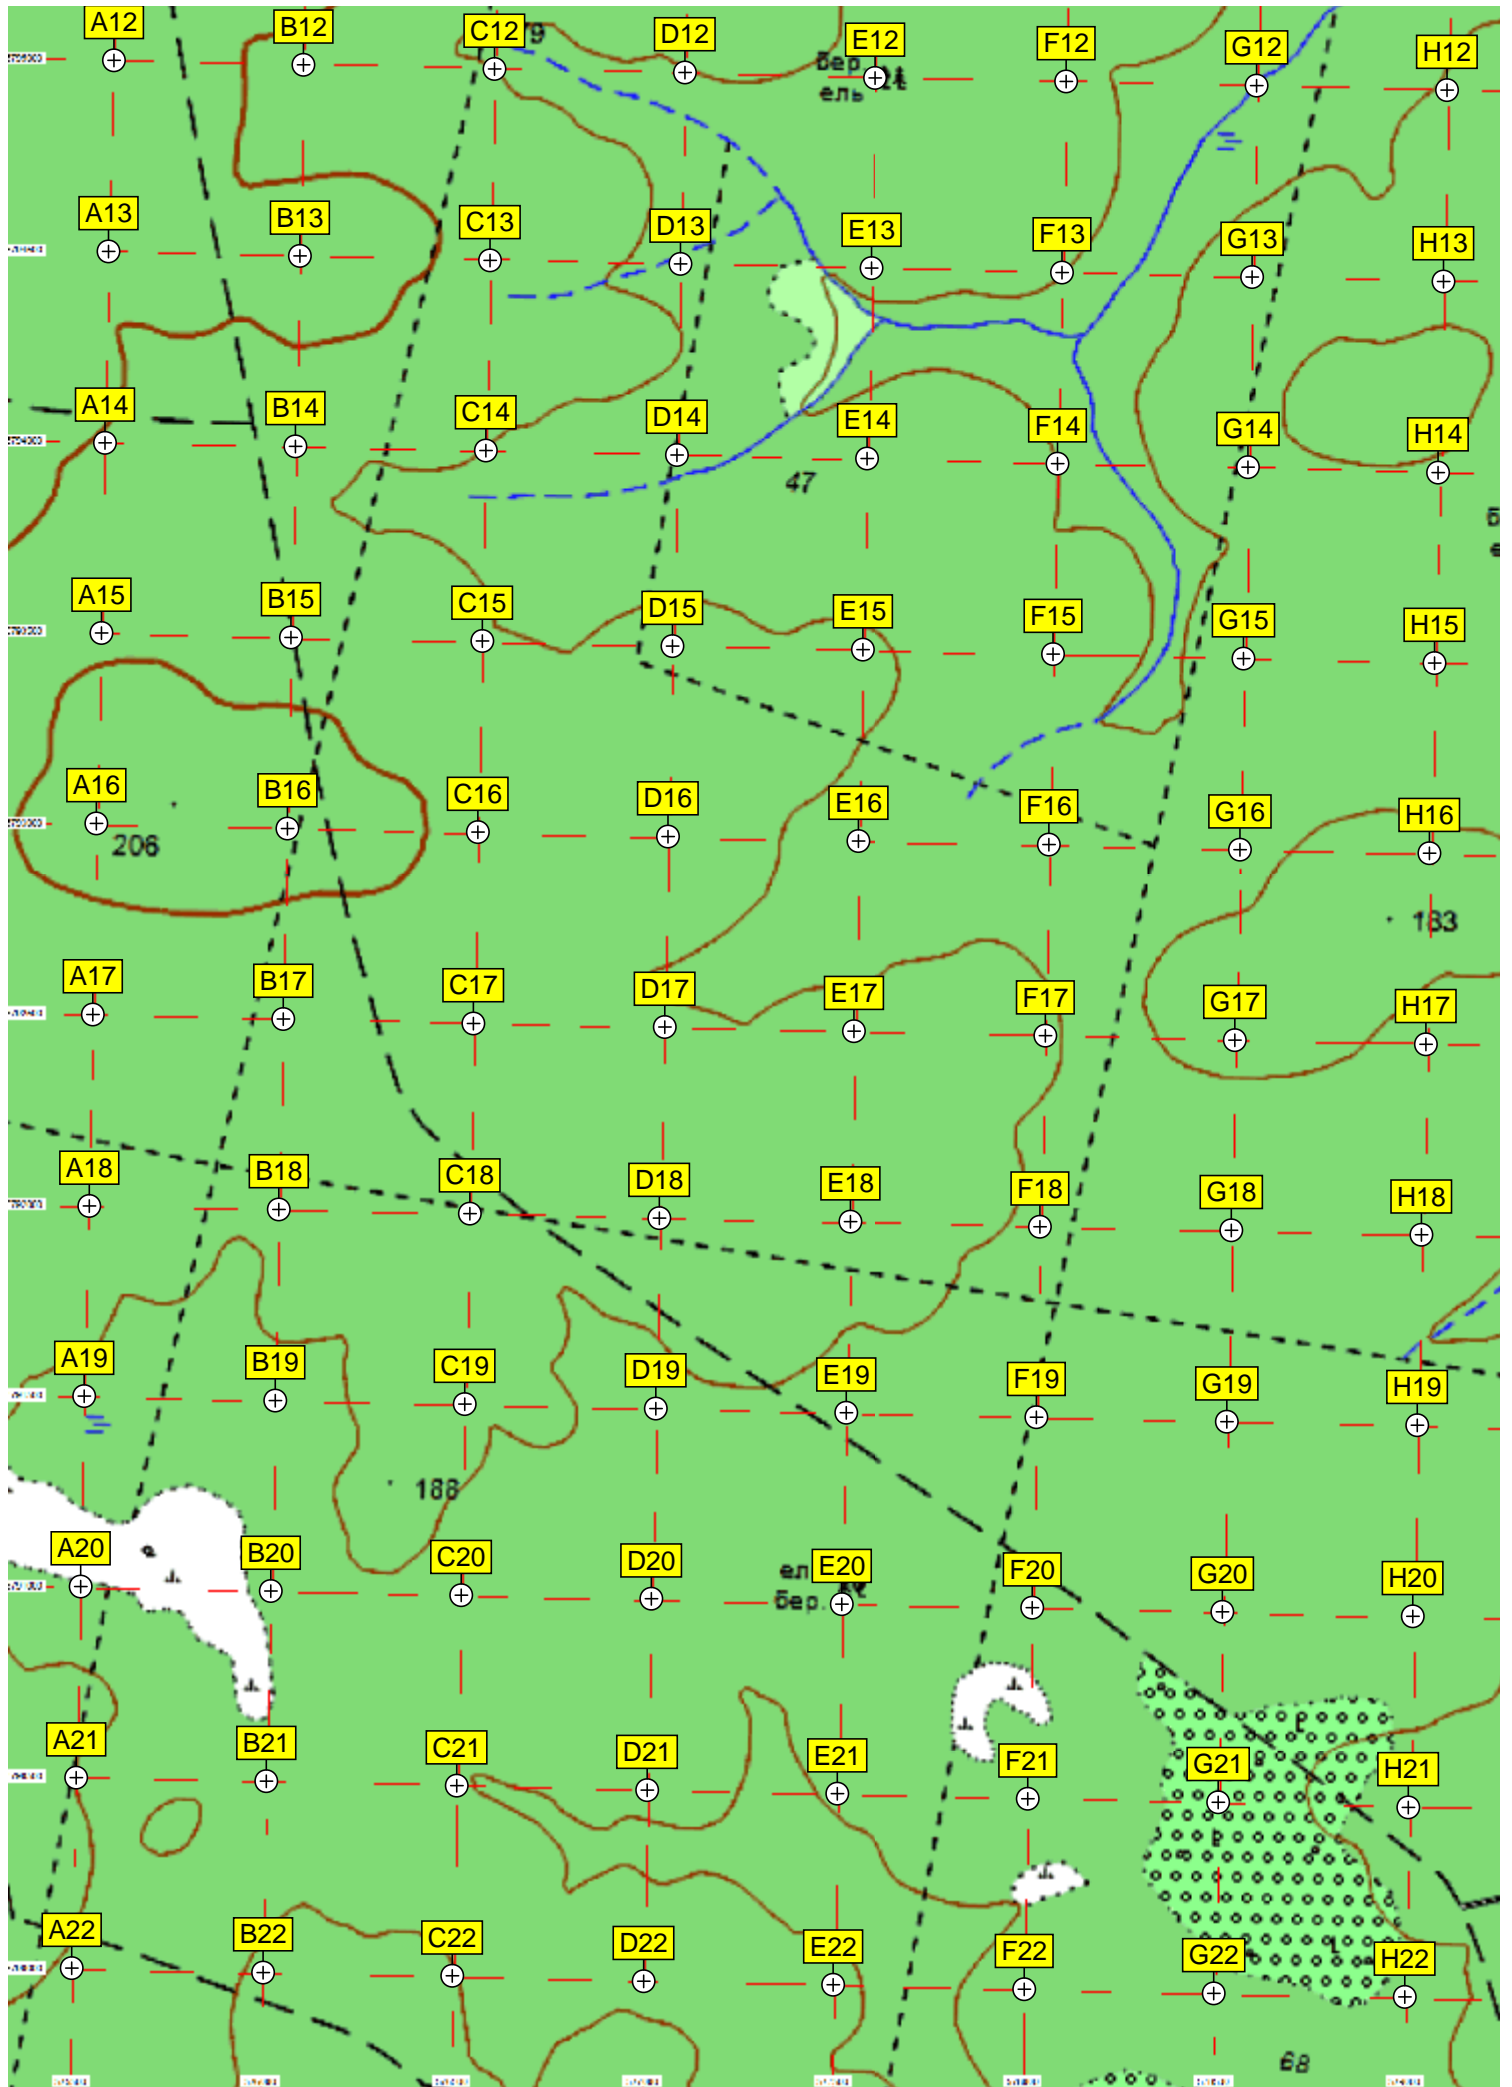 A12 B12 C12 D12 E12 F12 G12 H12
бер.
ель
A13 B13 C13 D13 E13 F13 G13 H13
A14 B14 C14 D14 E14 F14 G14 H14
47
A15 B15 C15 D15 E15 F15 G15 H15
A16 B16 C16 D16 E16 F16 G16 H16
206
183
A17 B17 C17 D17 E17 F17 G17 H17
A18 B18 C18 D18 E18 F18 G18 H18
A19 B19 C19 D19 E19 F19 G19 H19
188
A20 B20 C20 D20 E20 F20 G20 H20
бер.
A21 B21 C21 D21 E21 F21 G21 H21
A22 B22 C22 D22 E22 F22 G22 H22
68